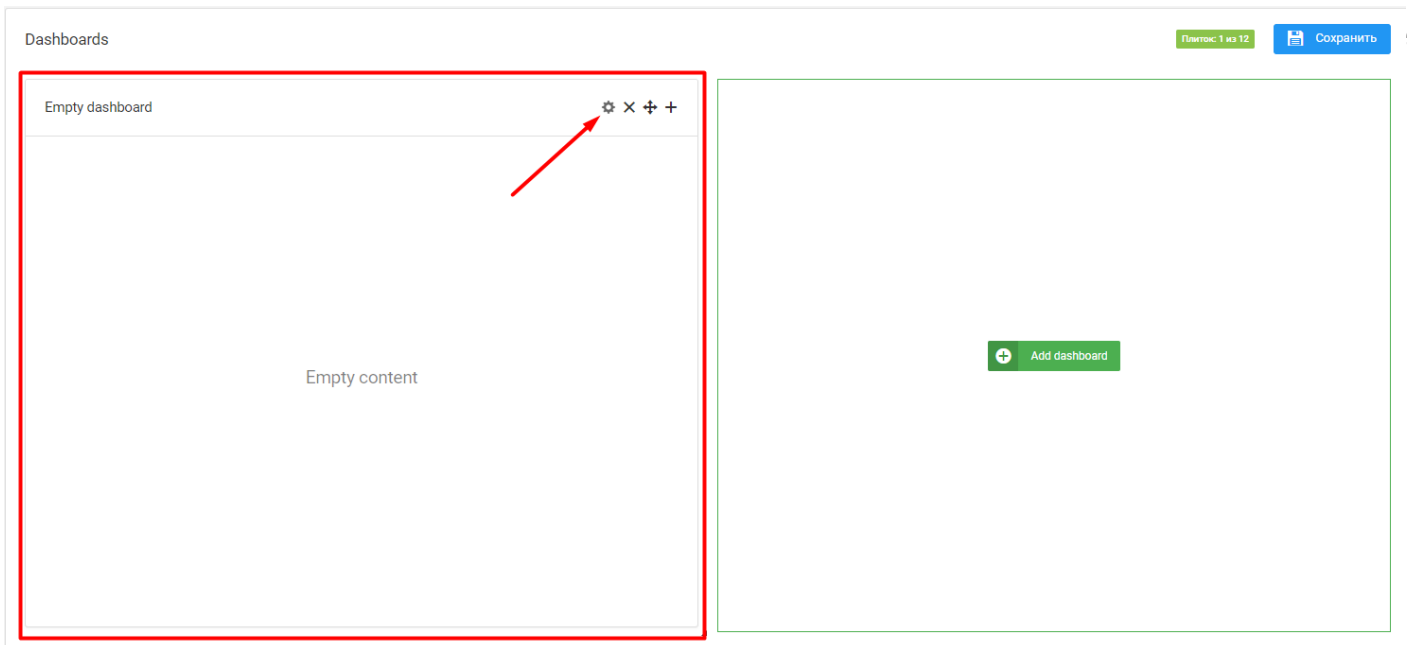 Dashboards
Плиток: 1 из 12
Сохранить
Empty dashboard
Empty content
Add dashboard